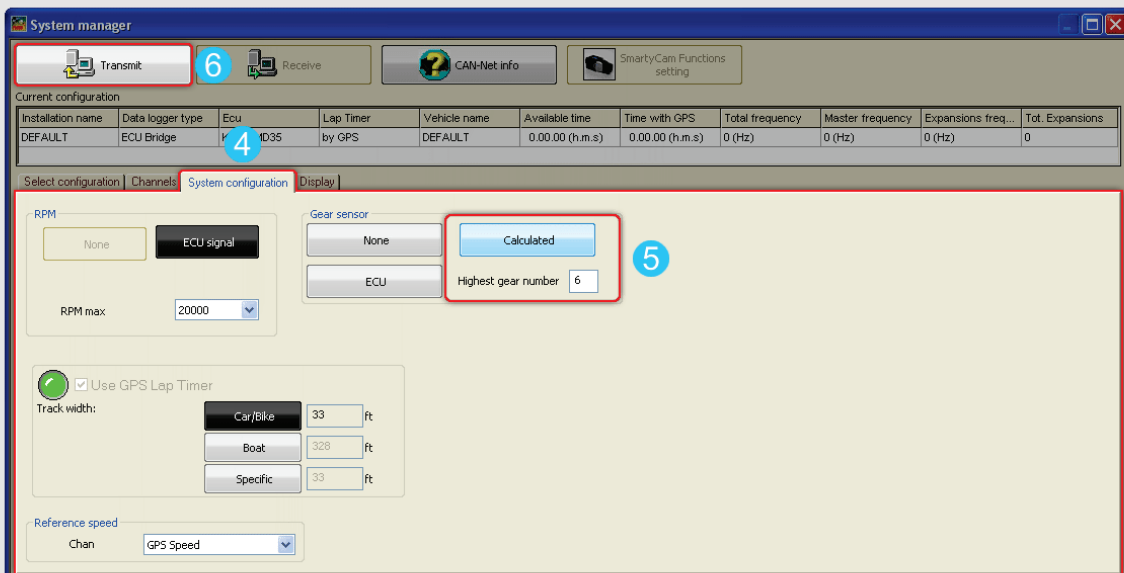 System manager
Transmit 6 Receive CAN-Net info SmartyCam Functions setting
Current configuration
Installation name Data logger type Ecu Lap Timer Vehicle name Available time Time with GPS Total frequency Master frequency Expansions freq... Tot. Expansions
DEFAULT ECU Bridge MD35 by GPS DEFAULT 0.00.00 (h.m.s) 0.00.00 (h.m.s) 0 (Hz) 0 (Hz) 0 (Hz) 0
4
Select configuration Channels System configuration Display
RPM Gear sensor
None ECU signal None Calculated
5
ECU Highest gear number 6
RPM max 20000
Use GPS Lap Timer
Track width:
Car/Bike 33 ft
Boat 328 ft
Specific 33 ft
Reference speed
Chan GPS Speed